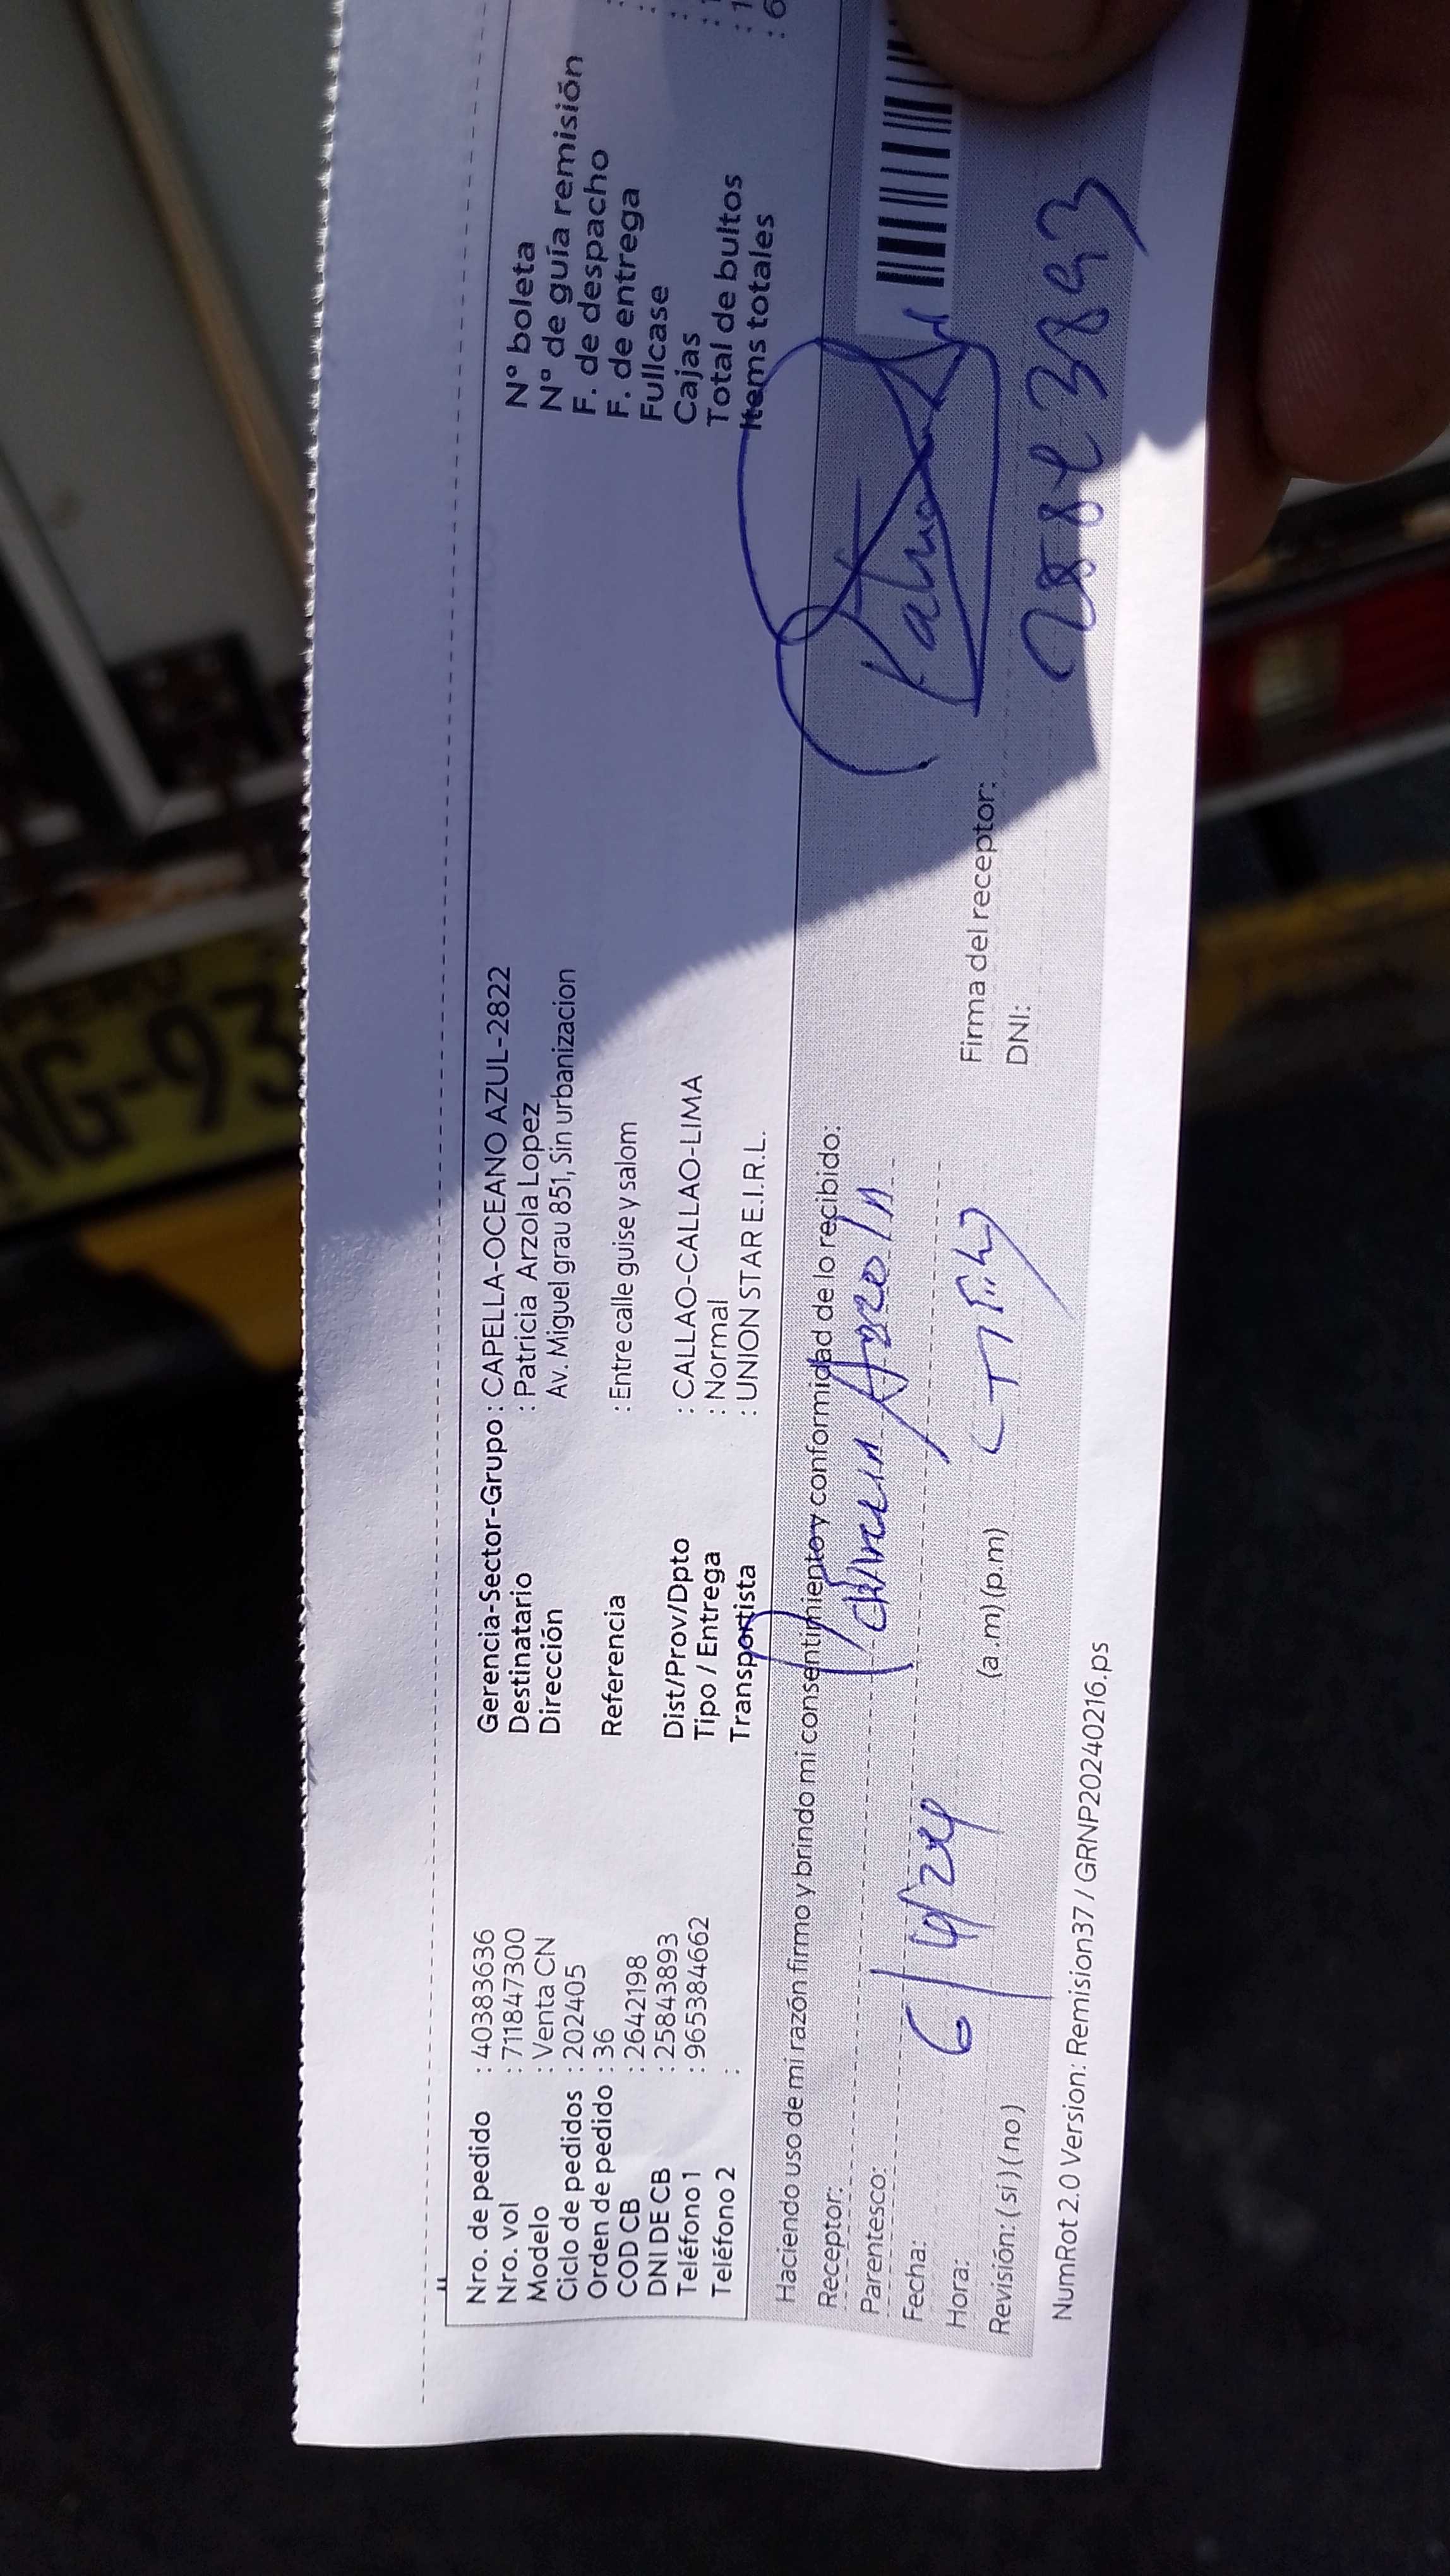 Nro. de pedido : 40383636
Nro. vol : 711847300
Modelo : Venta CN
Ciclo de pedidos : 202405
Orden de pedido : 36
COD CB : 2642198
DNI DE CB : 25843893
Teléfono 1 : 965384662
Teléfono 2 :
Gerencia-Sector-Grupo : CAPELLA-OCEANO AZUL-2822
Destinatario : Patricia Arzola Lopez
Dirección Av. Miguel grau 851, Sin urbanizacion
Referencia : Entre calle guise y salom
Dist/Prov/Dpto : CALLAO-CALLAO-LIMA
Tipo / Entrega : Normal
Transportista : UNION STAR E.I.R.L.
N° boleta
N° de guía remisión
F. de despacho
F. de entrega
Fullcase
Cajas
Total de bultos : 1
Items totales : 6
Haciendo uso de mi razón firmo y brindo mi consentimiento y conformidad de lo recibido:
Receptor:
Parentesco:
Fecha: 6/4/24
Hora: (a.m) (p.m)
Revisión: (si) (no)
Firma del receptor:
DNI:
NumRot 2.0 Version: Remision37 / GRNP20240216.ps
NG-93